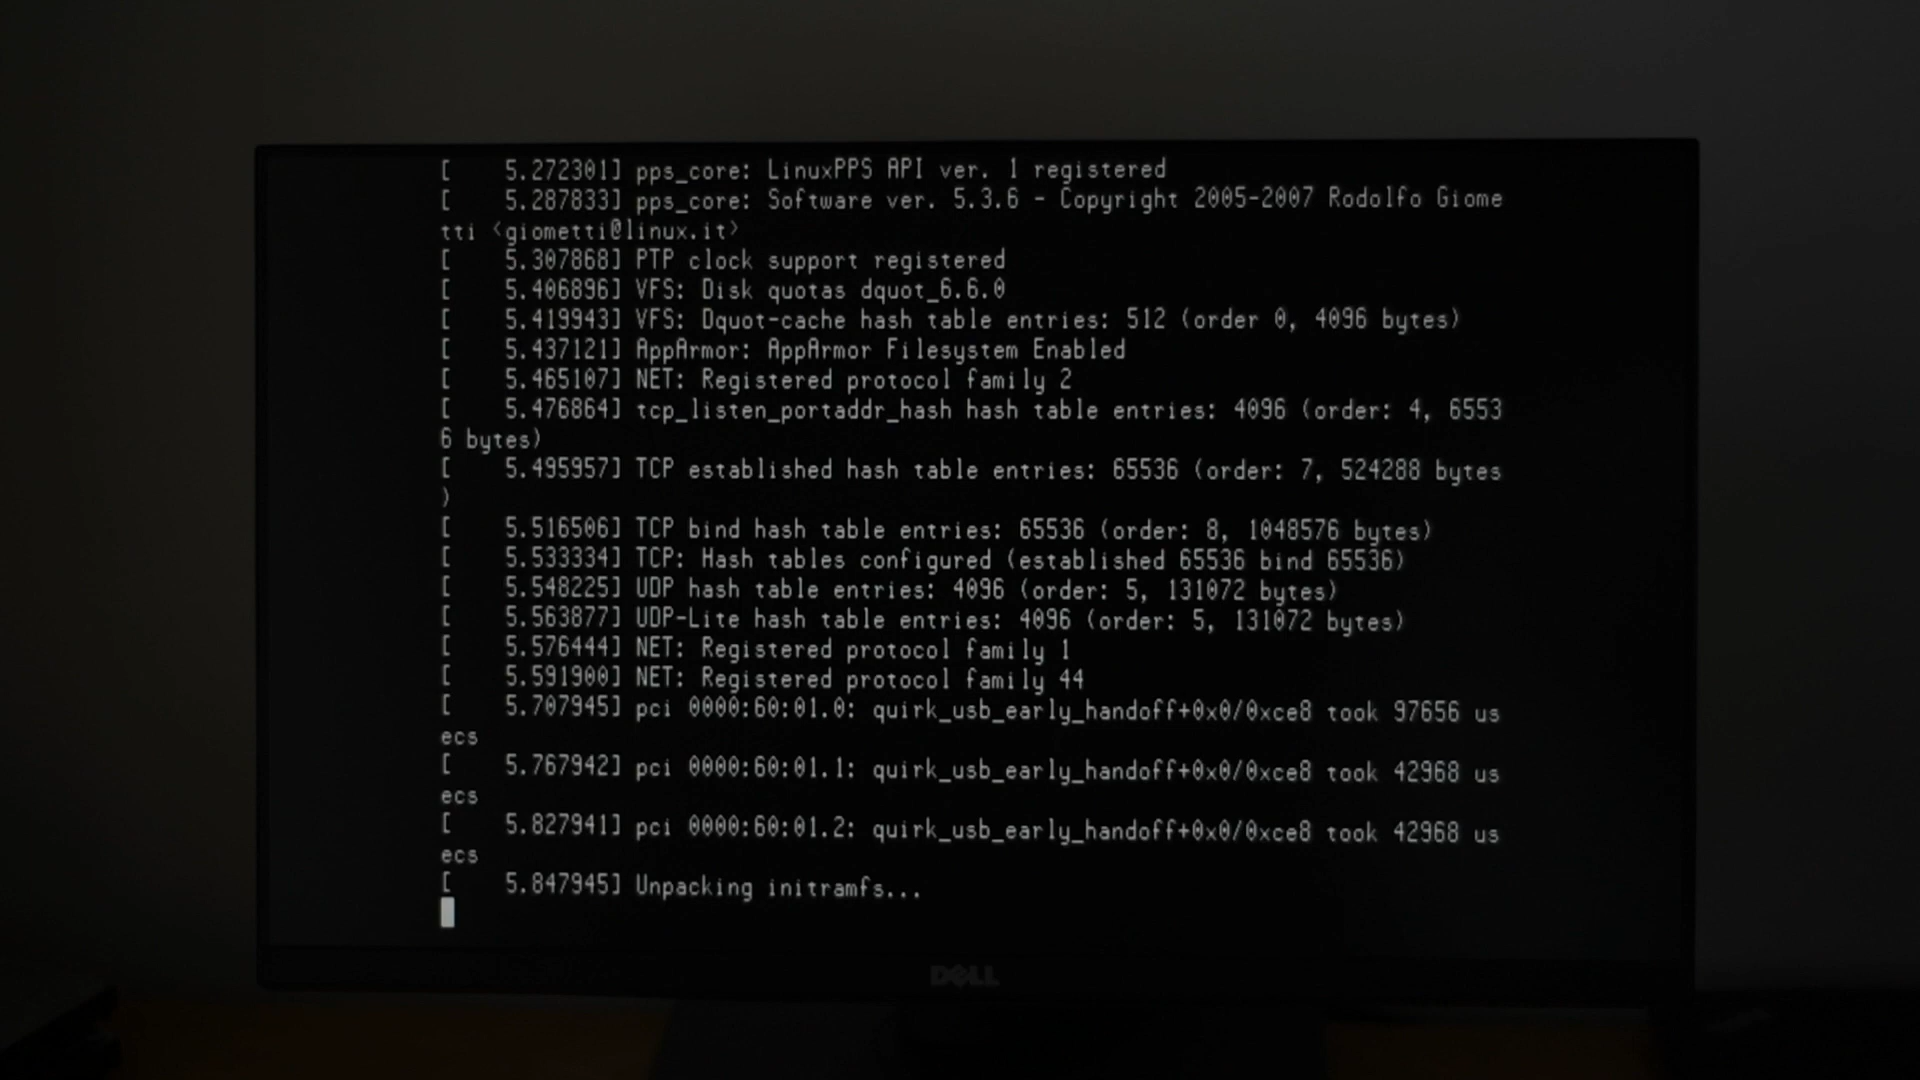 [    5.272301] pps_core: LinuxPPS API ver. 1 registered
[    5.287833] pps_core: Software ver. 5.3.6 - Copyright 2005-2007 Rodolfo Giome
tti <giometti@linux.it>
[    5.307868] PTP clock support registered
[    5.406896] VFS: Disk quotas dquot_6.6.0
[    5.419943] VFS: Dquot-cache hash table entries: 512 (order 0, 4096 bytes)
[    5.437121] AppArmor: AppArmor Filesystem Enabled
[    5.465107] NET: Registered protocol family 2
[    5.476864] tcp_listen_portaddr_hash hash table entries: 4096 (order: 4, 6553
6 bytes)
[    5.495957] TCP established hash table entries: 65536 (order: 7, 524288 bytes
)
[    5.516506] TCP bind hash table entries: 65536 (order: 8, 1048576 bytes)
[    5.533334] TCP: Hash tables configured (established 65536 bind 65536)
[    5.548225] UDP hash table entries: 4096 (order: 5, 131072 bytes)
[    5.563877] UDP-Lite hash table entries: 4096 (order: 5, 131072 bytes)
[    5.576444] NET: Registered protocol family 1
[    5.591900] NET: Registered protocol family 44
[    5.707945] pci 0000:60:01.0: quirk_usb_early_handoff+0x0/0xce8 took 97656 us
ecs
[    5.767942] pci 0000:60:01.1: quirk_usb_early_handoff+0x0/0xce8 took 42968 us
ecs
[    5.827941] pci 0000:60:01.2: quirk_usb_early_handoff+0x0/0xce8 took 42968 us
ecs
[    5.847945] Unpacking initramfs...
DELL